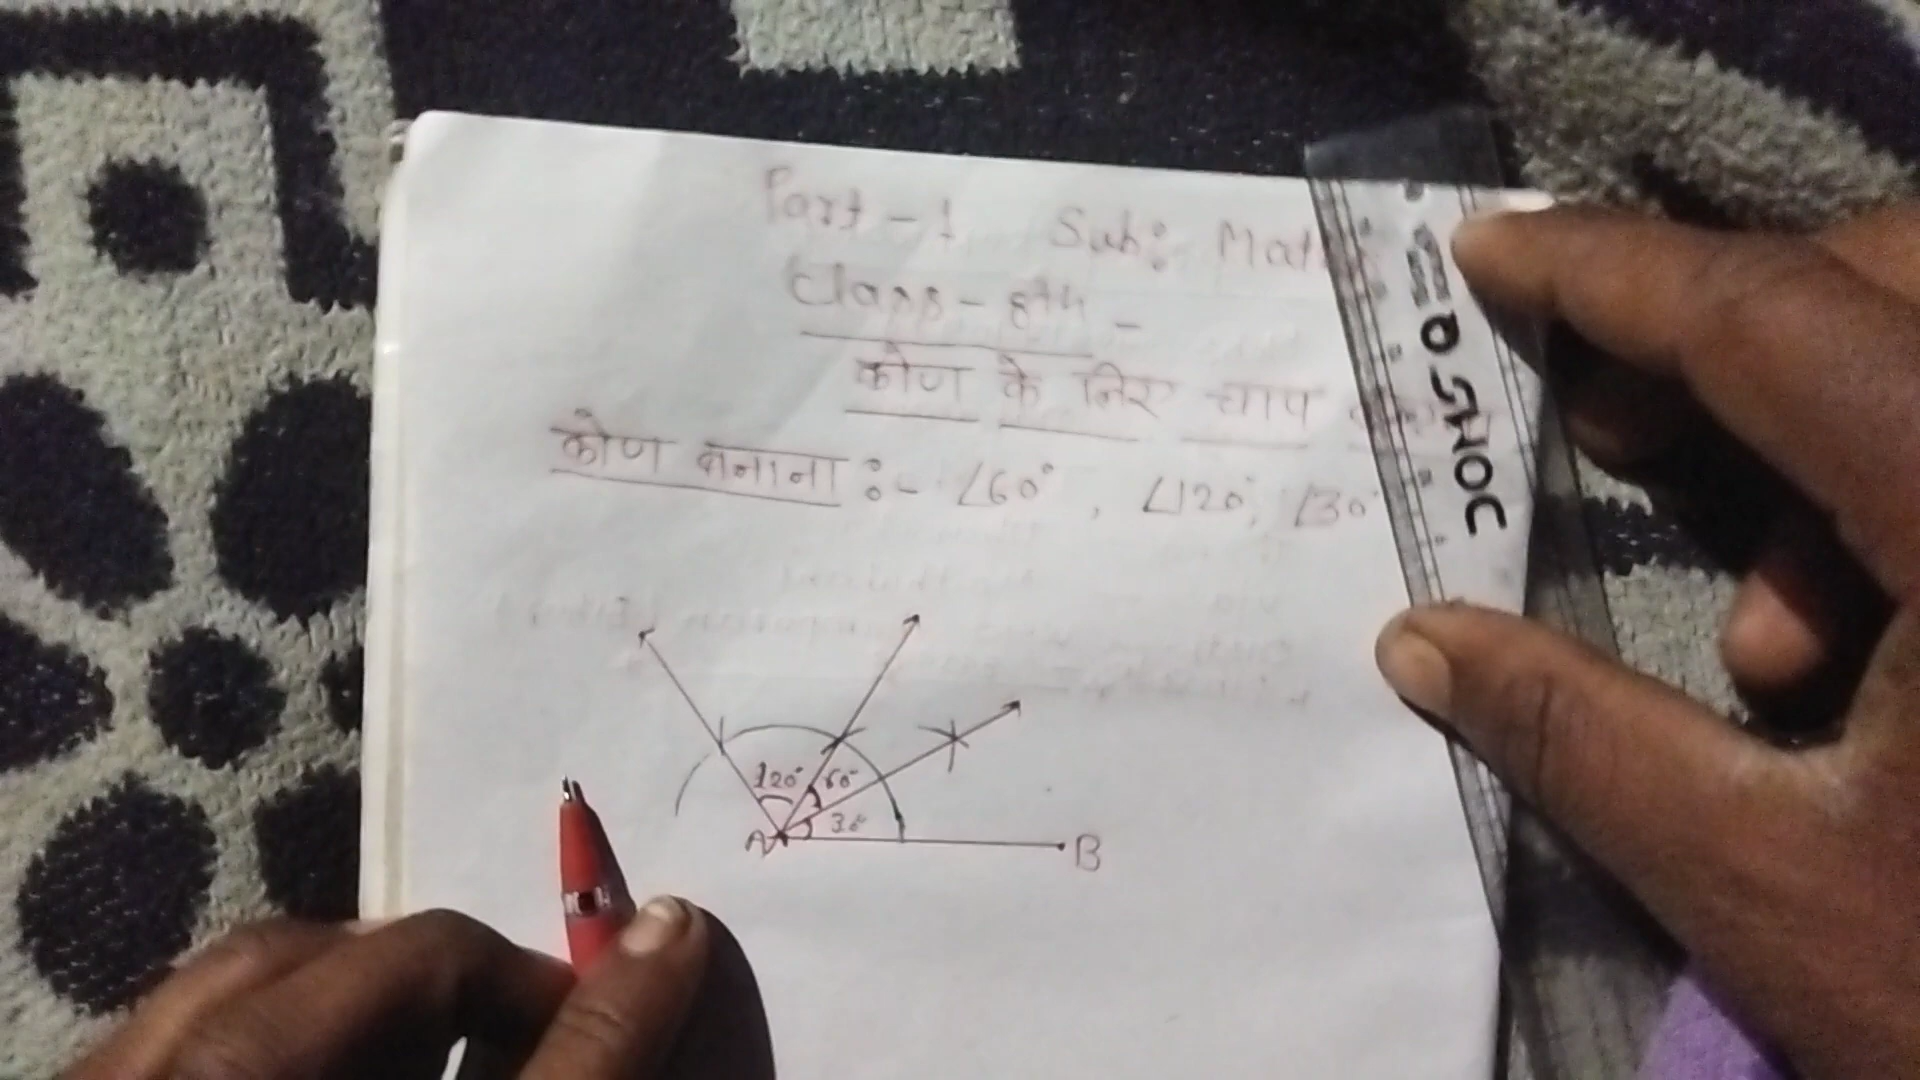 Part - 1 Sub: Mat
Class - 8th -
कोण के लिए चाप
कोण बनाना :- ∠60°, ∠120°, ∠30°
120° 60°
30°
A B
DOMS